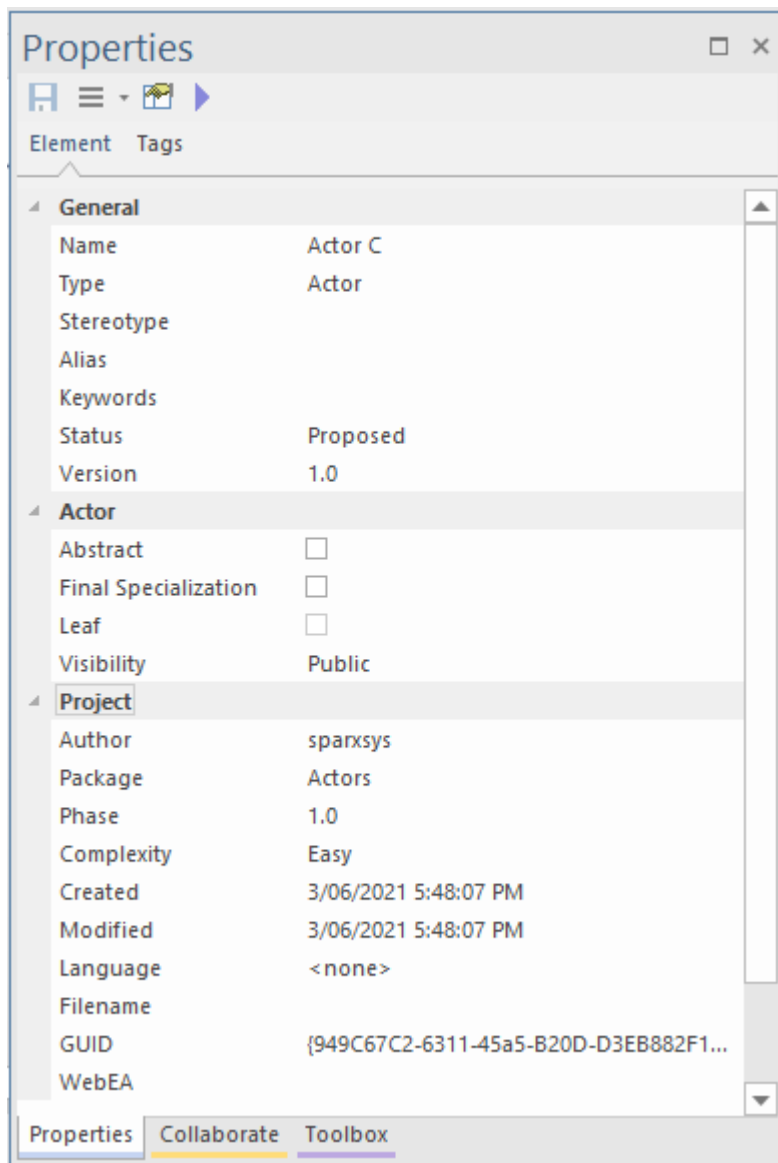 Properties
Element Tags
General
Name Actor C
Type Actor
Stereotype
Alias
Keywords
Status Proposed
Version 1.0
Actor
Abstract
Final Specialization
Leaf
Visibility Public
Project
Author sparxsys
Package Actors
Phase 1.0
Complexity Easy
Created 3/06/2021 5:48:07 PM
Modified 3/06/2021 5:48:07 PM
Language <none>
Filename
GUID {949C67C2-6311-45a5-B20D-D3EB882F1...
WebEA
Properties Collaborate Toolbox